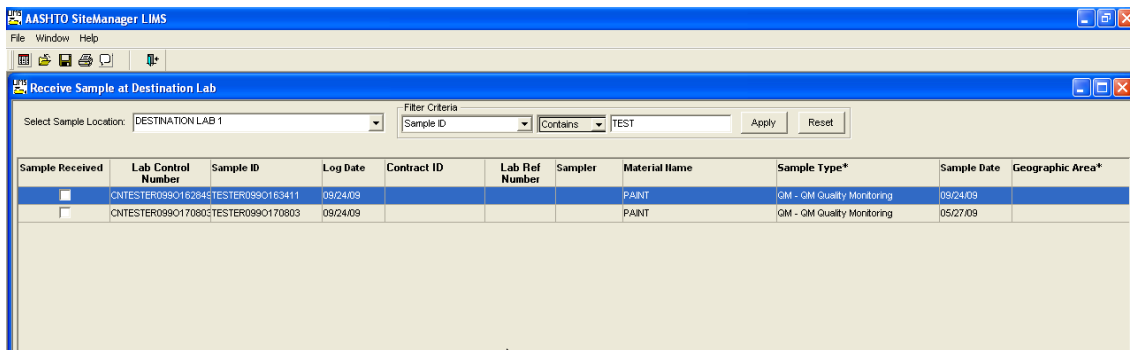 AASHTO SiteManager LIMS
File Window Help
Receive Sample at Destination Lab
Select Sample Location: DESTINATION LAB 1
Filter Criteria
Sample ID Contains TEST Apply Reset
Sample Received Lab Control Number Sample ID Log Date Contract ID Lab Ref Number Sampler Material Name Sample Type* Sample Date Geographic Area*
CNTESTER099O162849 TESTER099O163411 09/24/09 PAINT QM - QM Quality Monitoring 09/24/09
CNTESTER099O170803 TESTER099O170803 09/24/09 PAINT QM - QM Quality Monitoring 05/27/09